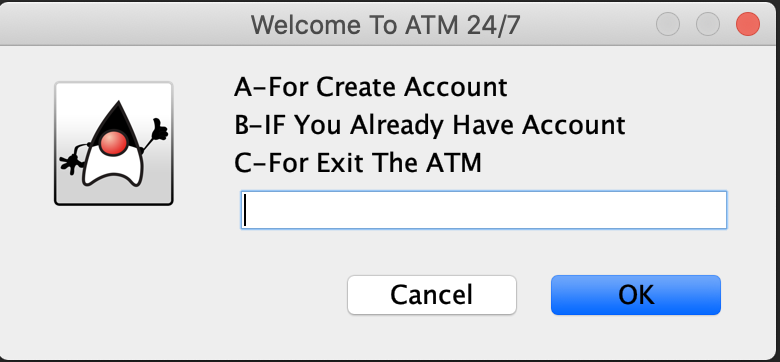 Welcome To ATM 24/7
A-For Create Account
B-IF You Already Have Account
C-For Exit The ATM
Cancel
OK